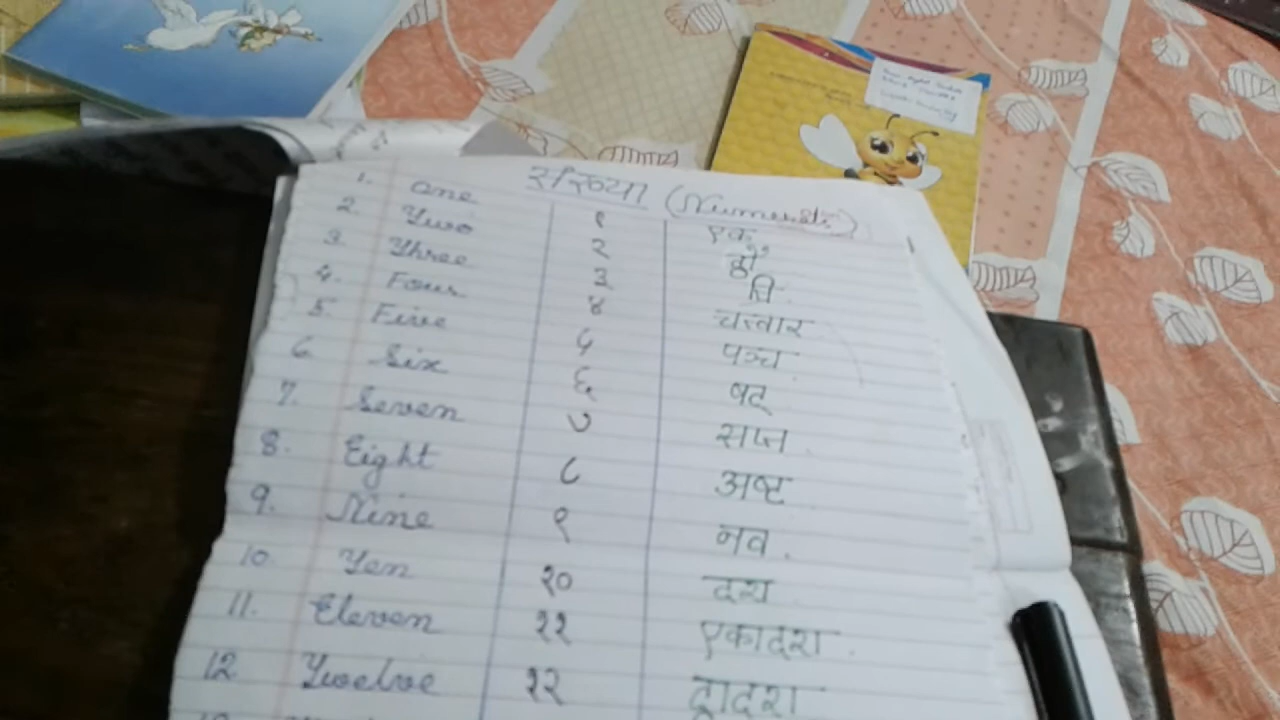 संख्या (Numerals)
1. One १ एक
2. Two २ द्वौ
3. Three ३ त्रि
4. Four ४ चत्वार
5. Five ५ पञ्च
6. Six ६ षट्
7. Seven ७ सप्त
8. Eight ८ अष्ट
9. Nine ९ नव .
10. Ten १० दश
11. Eleven ११ एकादश .
12 Twelve १२ द्वादश